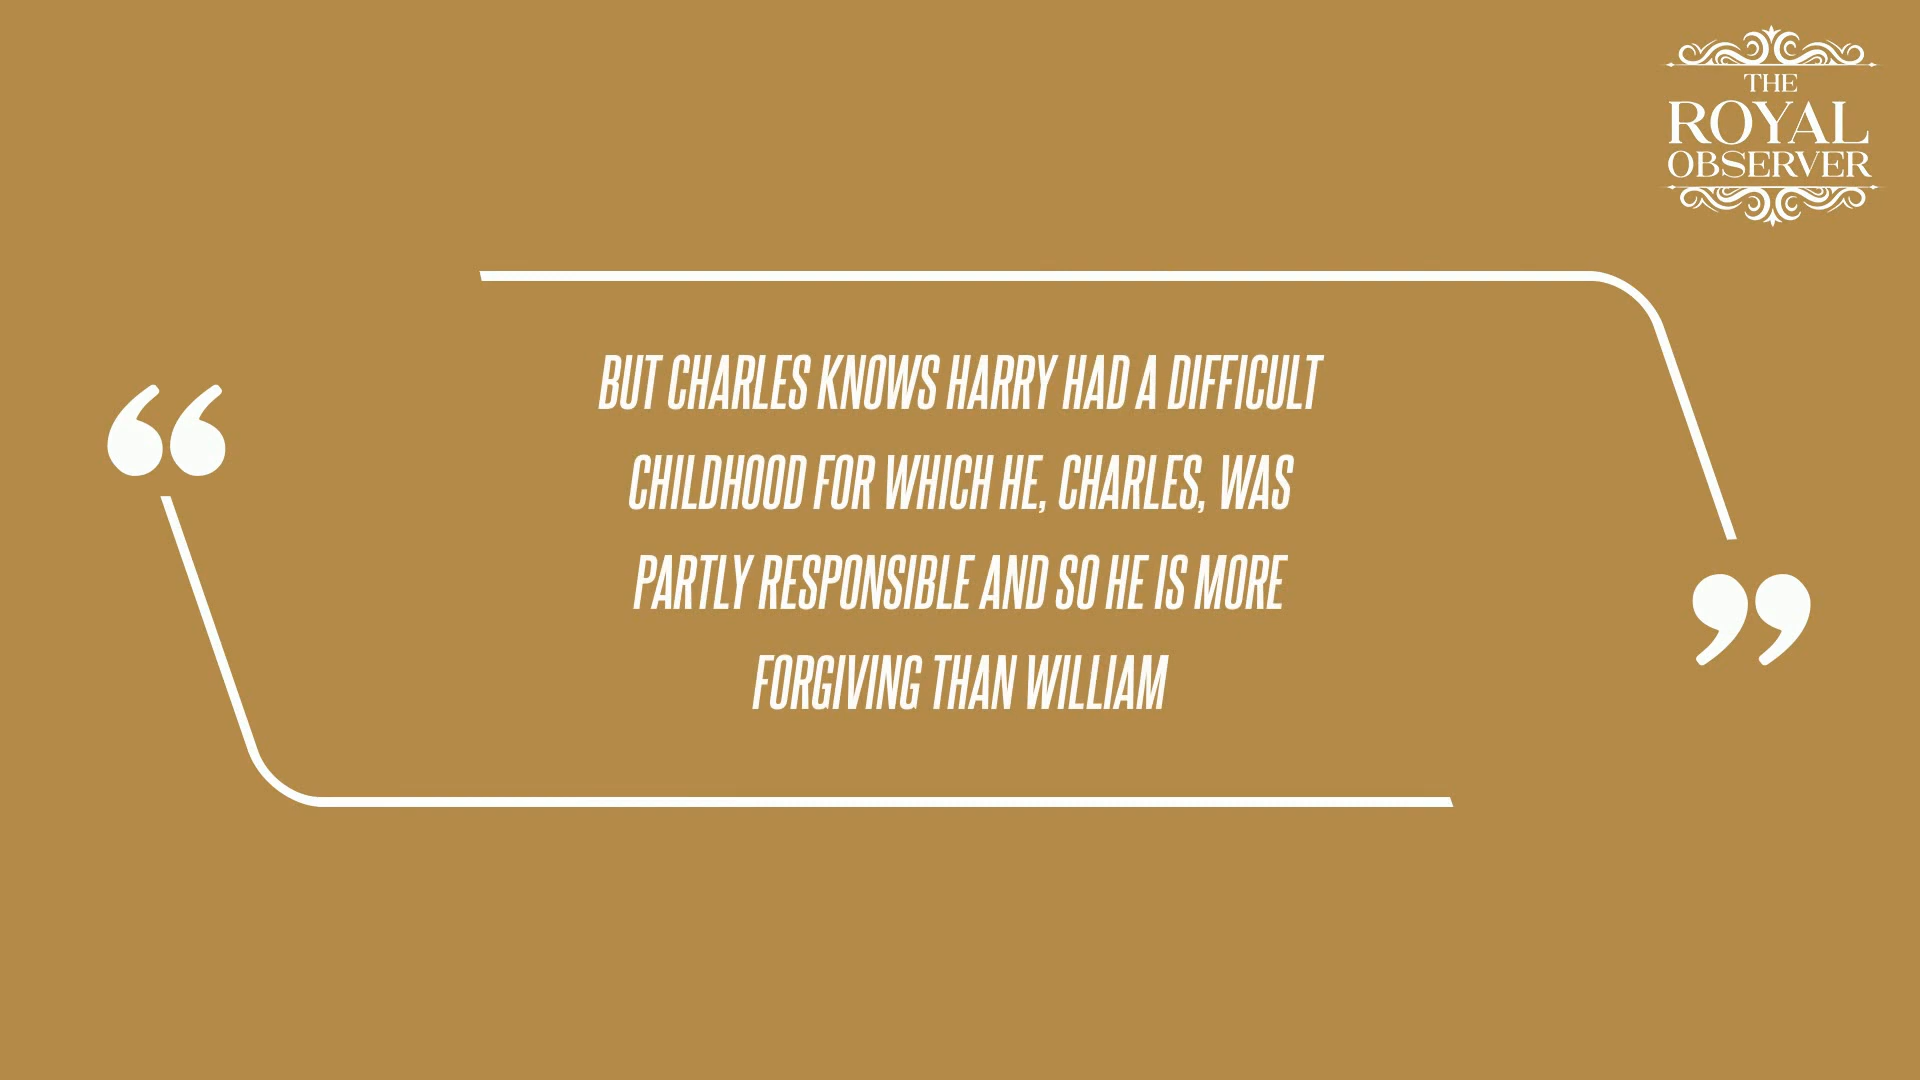 THE
ROYAL
OBSERVER
“
BUT CHARLES KNOWS HARRY HAD A DIFFICULT
CHILDHOOD FOR WHICH HE, CHARLES, WAS
PARTLY RESPONSIBLE AND SO HE IS MORE
FORGIVING THAN WILLIAM
”